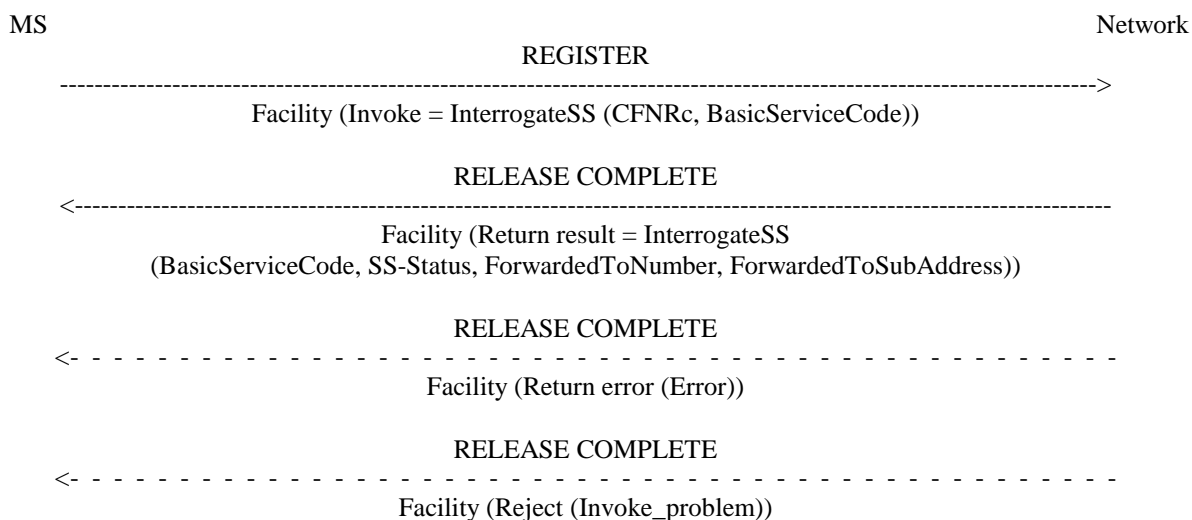 MS Network
REGISTER
Facility (Invoke = InterrogateSS (CFNRc, BasicServiceCode))
RELEASE COMPLETE
Facility (Return result = InterrogateSS
(BasicServiceCode, SS-Status, ForwardedToNumber, ForwardedToSubAddress))
RELEASE COMPLETE
Facility (Return error (Error))
RELEASE COMPLETE
Facility (Reject (Invoke_problem))